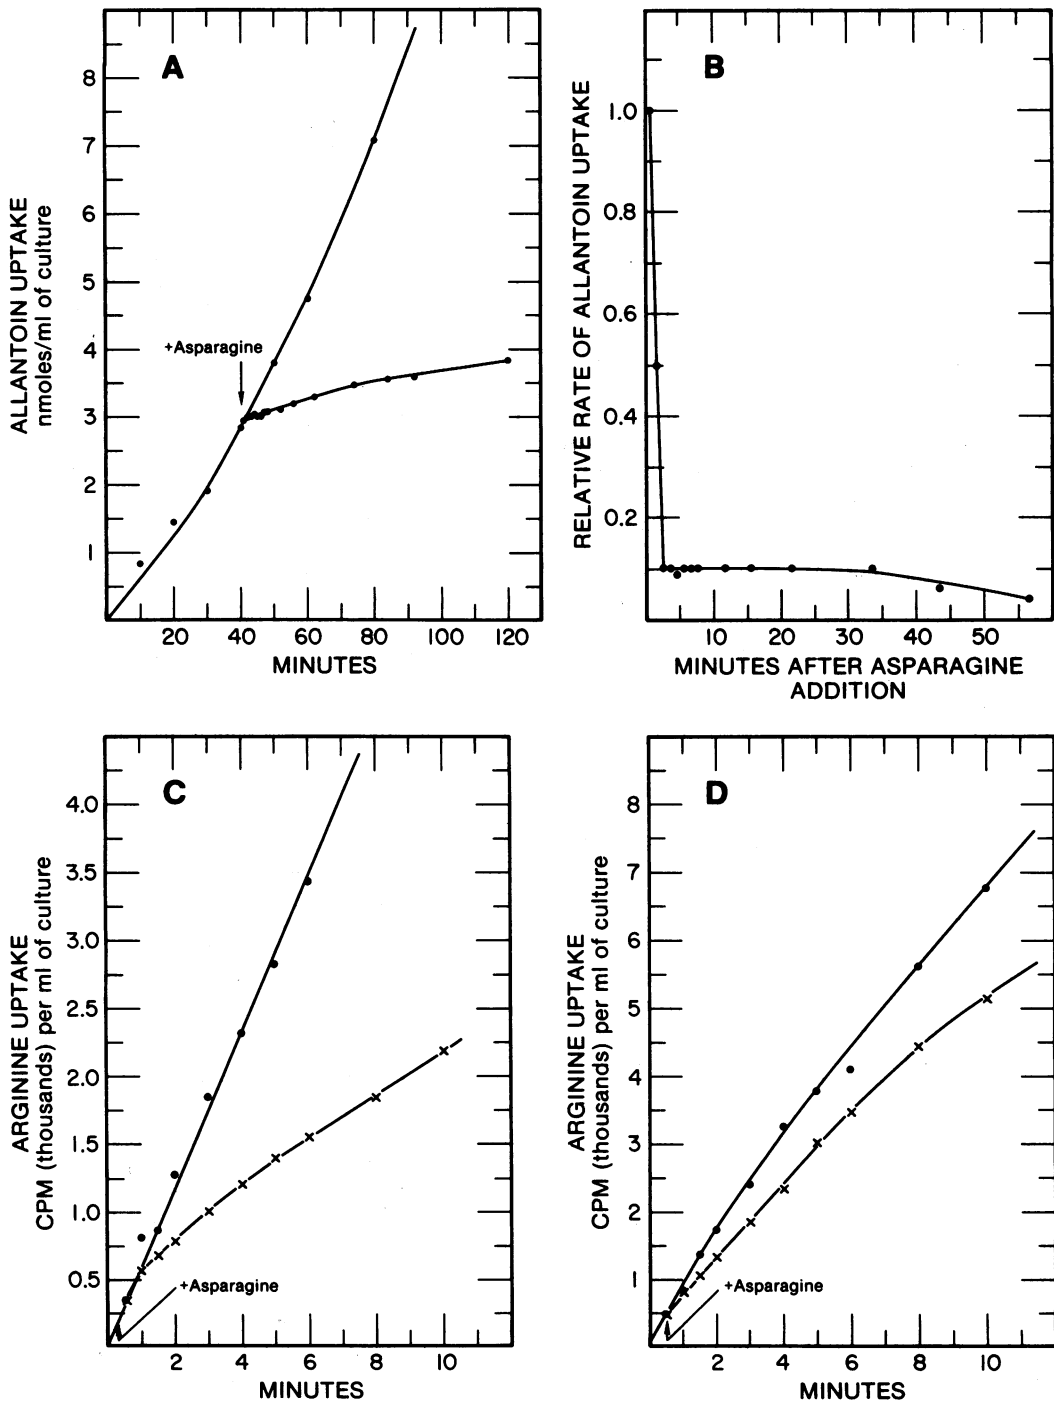 A
ALLANTOIN UPTAKE
nmoles/ml of culture
8
7
6
5
4
3
2
1
+Asparagine
20 40 60 80 100 120
MINUTES
B
RELATIVE RATE OF ALLANTOIN UPTAKE
1.0
0.8
0.6
0.4
0.2
10 20 30 40 50
MINUTES AFTER ASPARAGINE
ADDITION
C
ARGININE UPTAKE
CPM (thousands) per ml of culture
4.0
3.5
3.0
2.5
2.0
1.5
1.0
0.5
+Asparagine
2 4 6 8 10
MINUTES
D
ARGININE UPTAKE
CPM (thousands) per ml of culture
8
7
6
5
4
3
2
1
+Asparagine
2 4 6 8 10
MINUTES